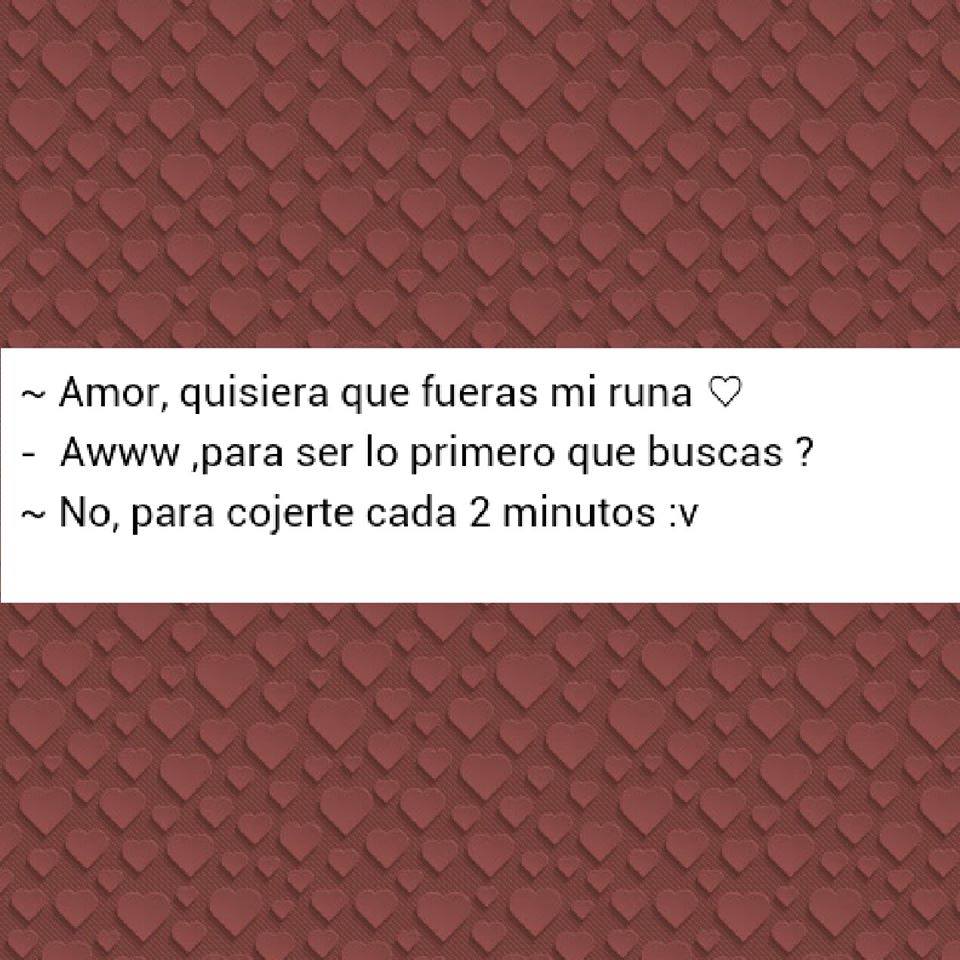 ~ Amor, quisiera que fueras mi runa ♡
- Awww ,para ser lo primero que buscas ?
~ No, para cojerte cada 2 minutos :v